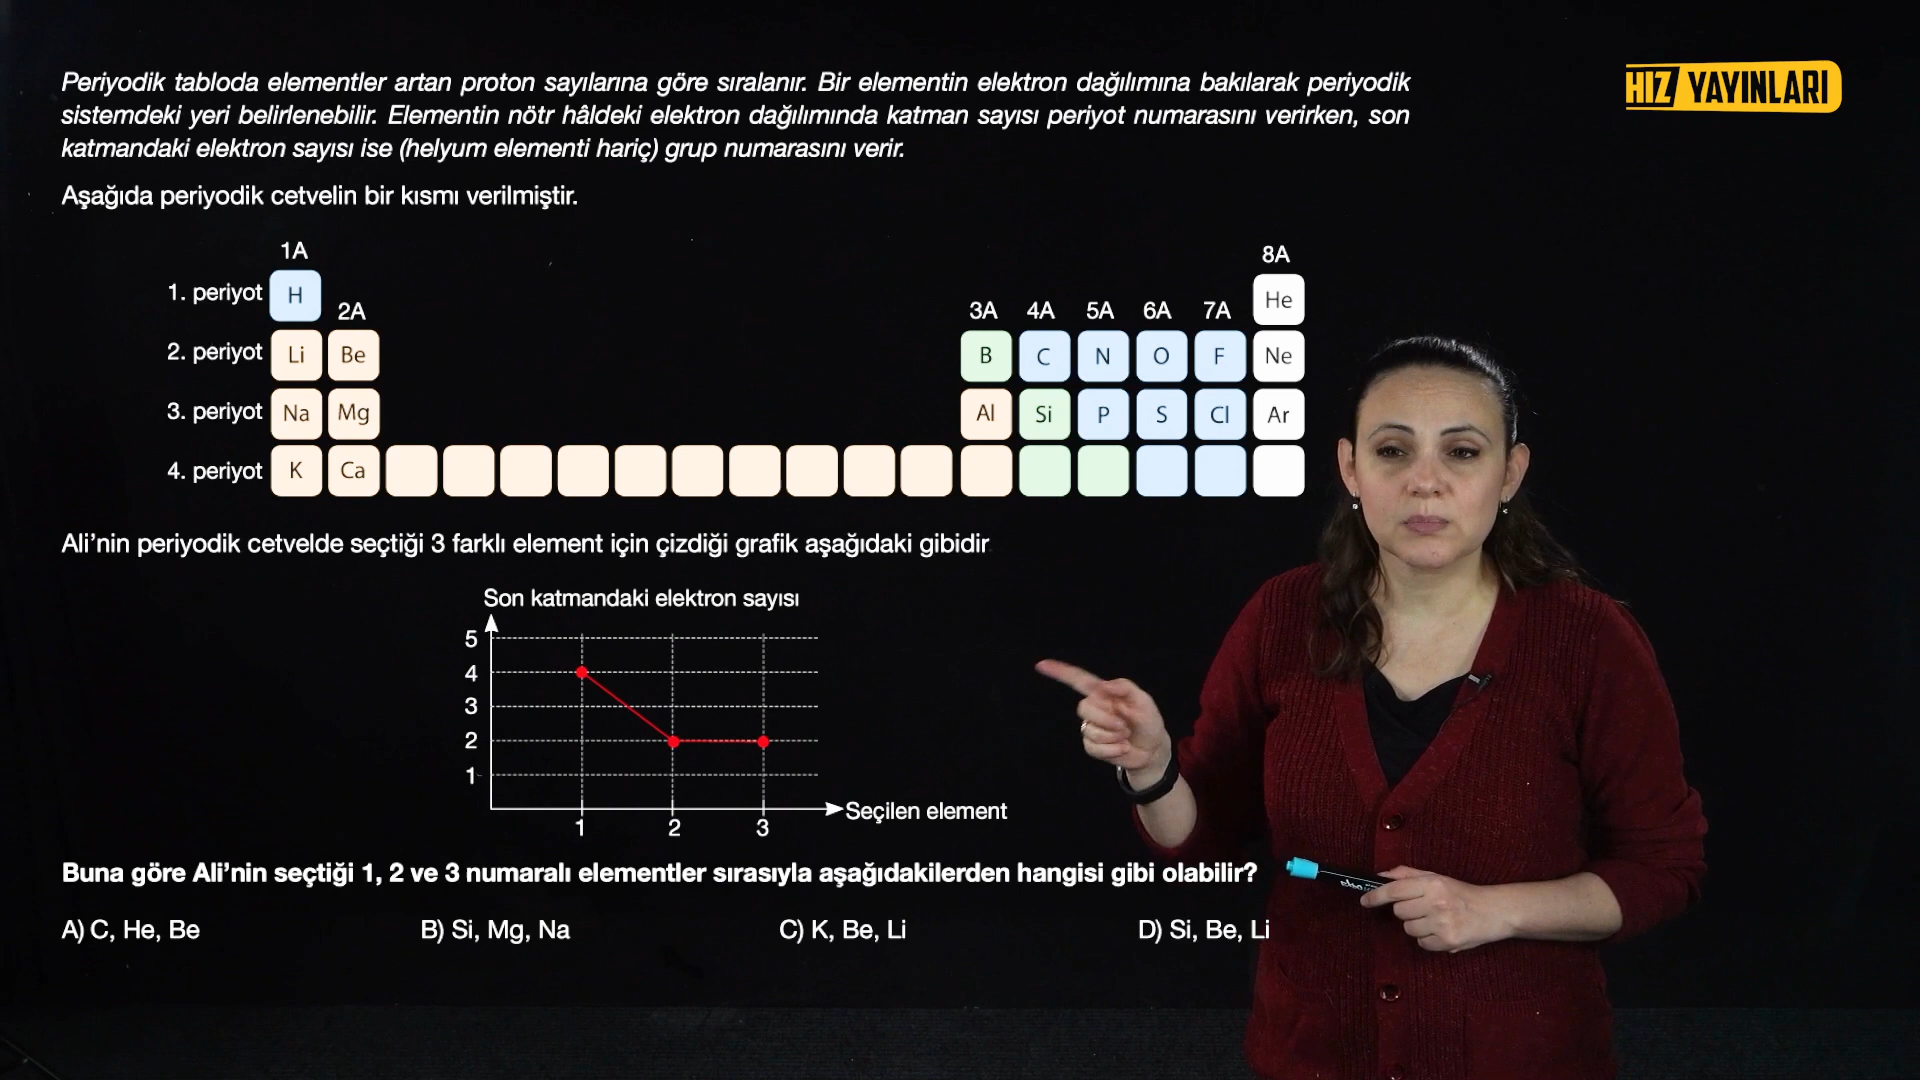 HIZ YAYINLARI
Periyodik tabloda elementler artan proton sayılarına göre sıralanır. Bir elementin elektron dağılımına bakılarak periyodik
sistemdeki yeri belirlenebilir. Elementin nötr hâldeki elektron dağılımında katman sayısı periyot numarasını verirken, son
katmandaki elektron sayısı ise (helyum elementi hariç) grup numarasını verir.
Aşağıda periyodik cetvelin bir kısmı verilmiştir.
1A 8A
1. periyot H He
2A 3A 4A 5A 6A 7A
2. periyot Li Be B C N O F Ne
3. periyot Na Mg Al Si P S Cl Ar
4. periyot K Ca
Ali’nin periyodik cetvelde seçtiği 3 farklı element için çizdiği grafik aşağıdaki gibidir
Son katmandaki elektron sayısı
5
4
3
2
1
Seçilen element
1 2 3
Buna göre Ali’nin seçtiği 1, 2 ve 3 numaralı elementler sırasıyla aşağıdakilerden hangisi gibi olabilir?
A) C, He, Be B) Si, Mg, Na C) K, Be, Li D) Si, Be, Li